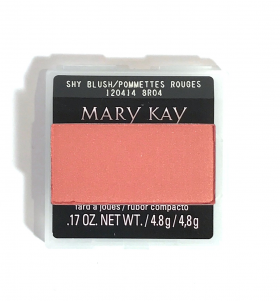 SHY BLUSH/POMMETTES ROUGES
120414 8R04
MARY KAY
fard à joues / rubor compacto
.17 OZ. NET WT. / 4.8g / 4,8g